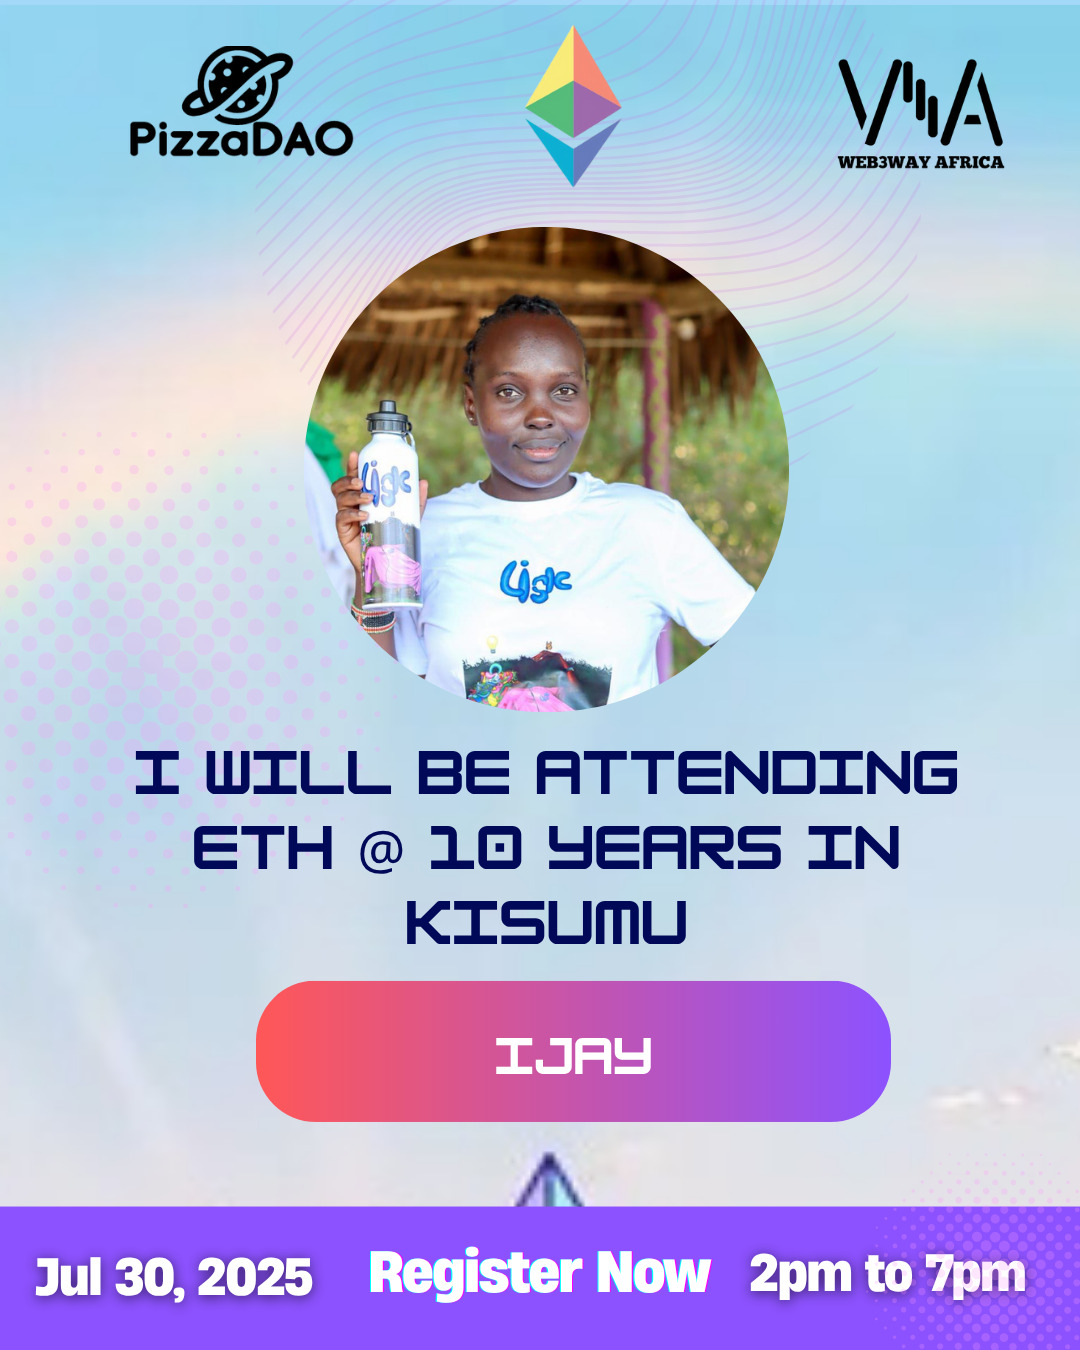 PizzaDAO
WEB3WAY AFRICA
I WILL BE ATTENDING
ETH @ 10 YEARS IN
KISUMU
IJAY
Jul 30, 2025
Register Now
2pm to 7pm